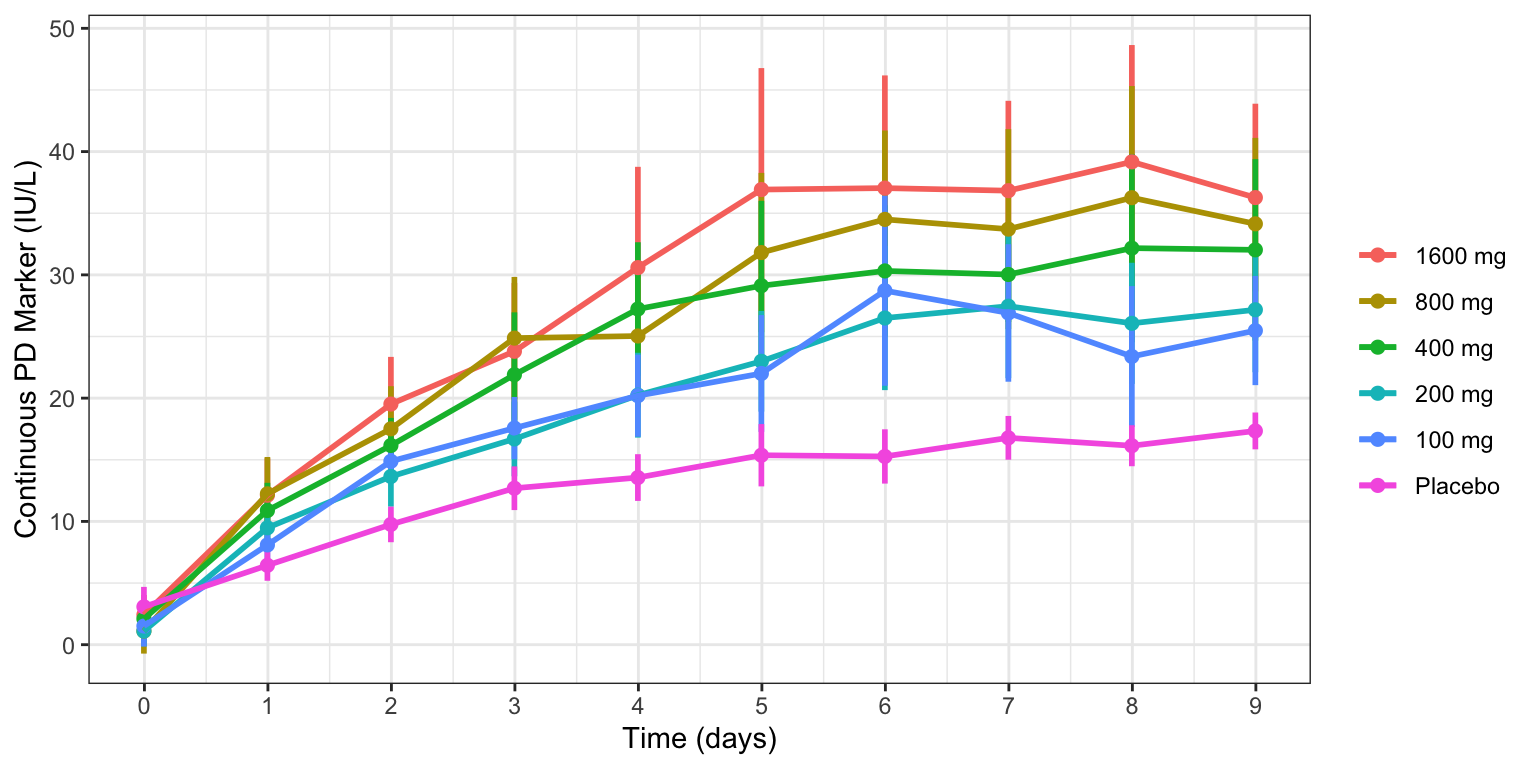 Continuous PD Marker (IU/L)
50
40
30
20
10
0
0 1 2 3 4 5 6 7 8 9
Time (days)
1600 mg
800 mg
400 mg
200 mg
100 mg
Placebo